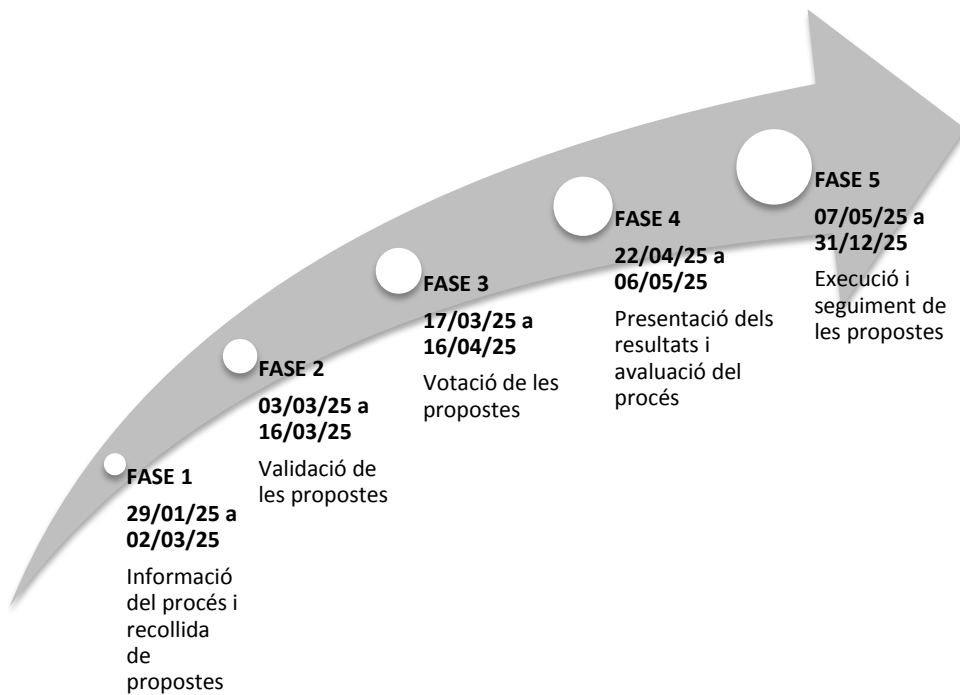 FASE 1
29/01/25 a
02/03/25
Informació
del procés i
recollida
de
propostes
FASE 2
03/03/25 a
16/03/25
Validació de
les propostes
FASE 3
17/03/25 a
16/04/25
Votació de les
propostes
FASE 4
22/04/25 a
06/05/25
Presentació dels
resultats i
avaluació del
procés
FASE 5
07/05/25 a
31/12/25
Execució i
seguiment de
les propostes